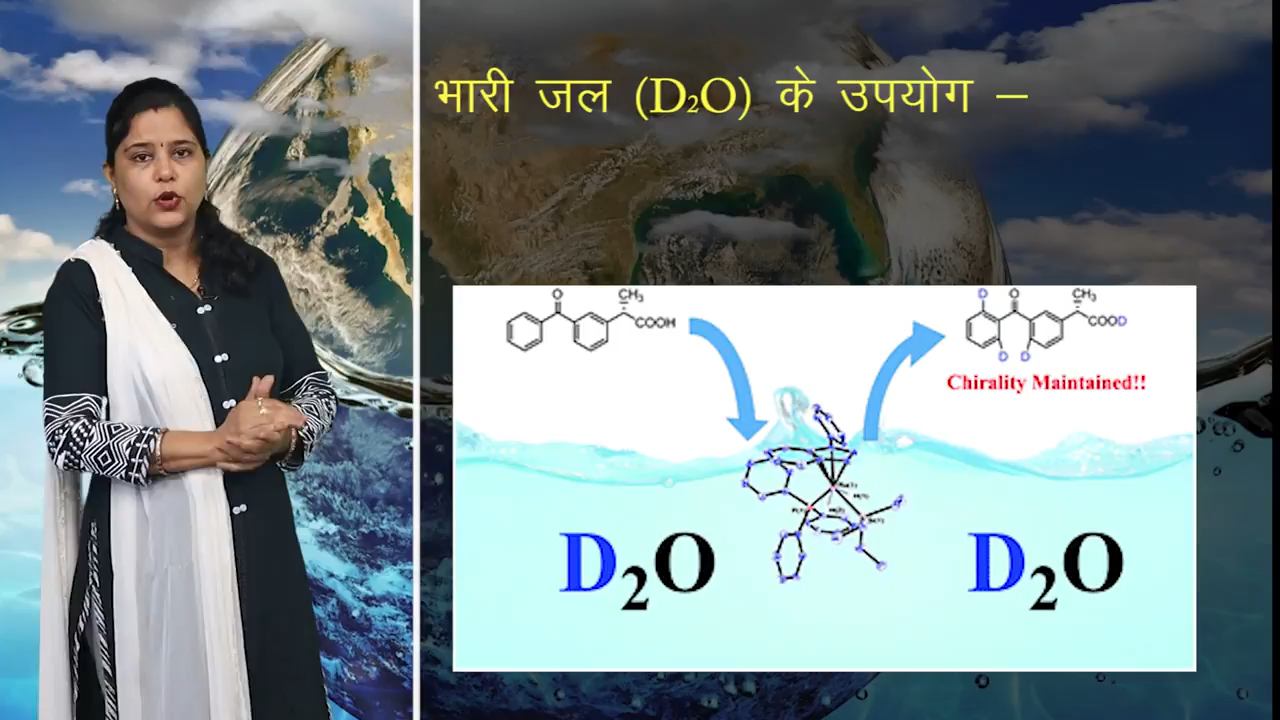 भारी जल (D₂O) के उपयोग –
O
CH₃
COOH
D
O
CH₃
COOD
D
D
Chirality Maintained!!
D₂O
D₂O